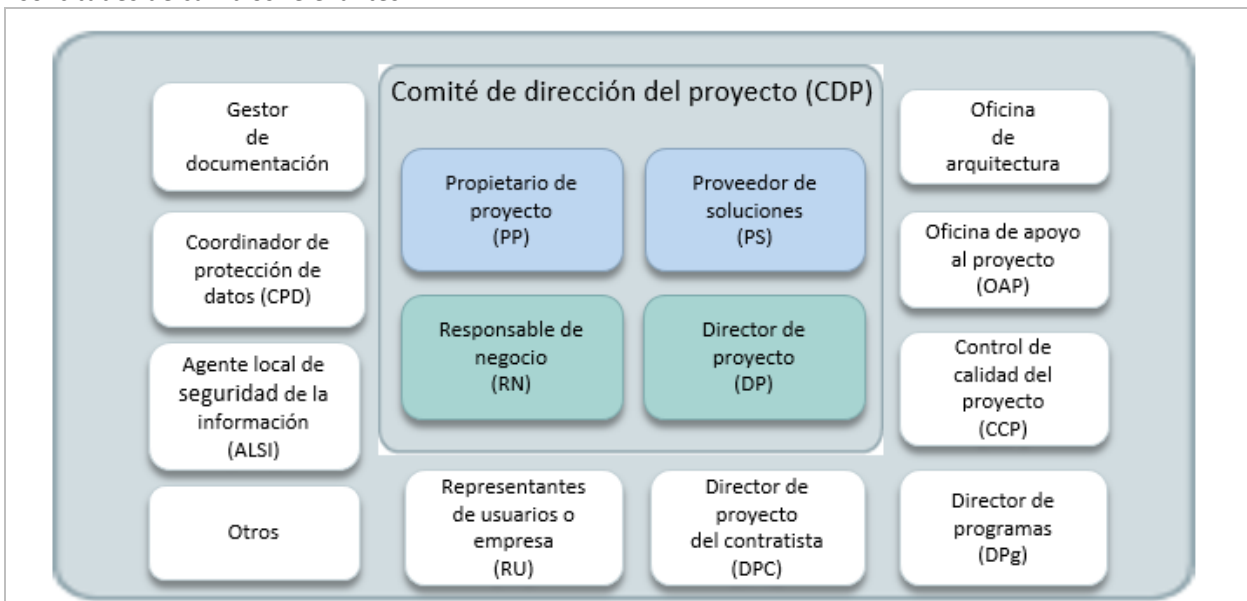 Comité de dirección del proyecto (CDP)
Gestor
de
documentación
Coordinador de
protección de
datos (CPD)
Agente local de
seguridad de la
información
(ALSI)
Otros
Propietario de
proyecto
(PP)
Proveedor de
soluciones
(PS)
Responsable de
negocio
(RN)
Director de
proyecto
(DP)
Representantes
de usuarios o
empresa
(RU)
Director de
proyecto
del contratista
(DPC)
Oficina
de
arquitectura
Oficina de apoyo
al proyecto
(OAP)
Control de
calidad del
proyecto
(CCP)
Director de
programas
(DPg)